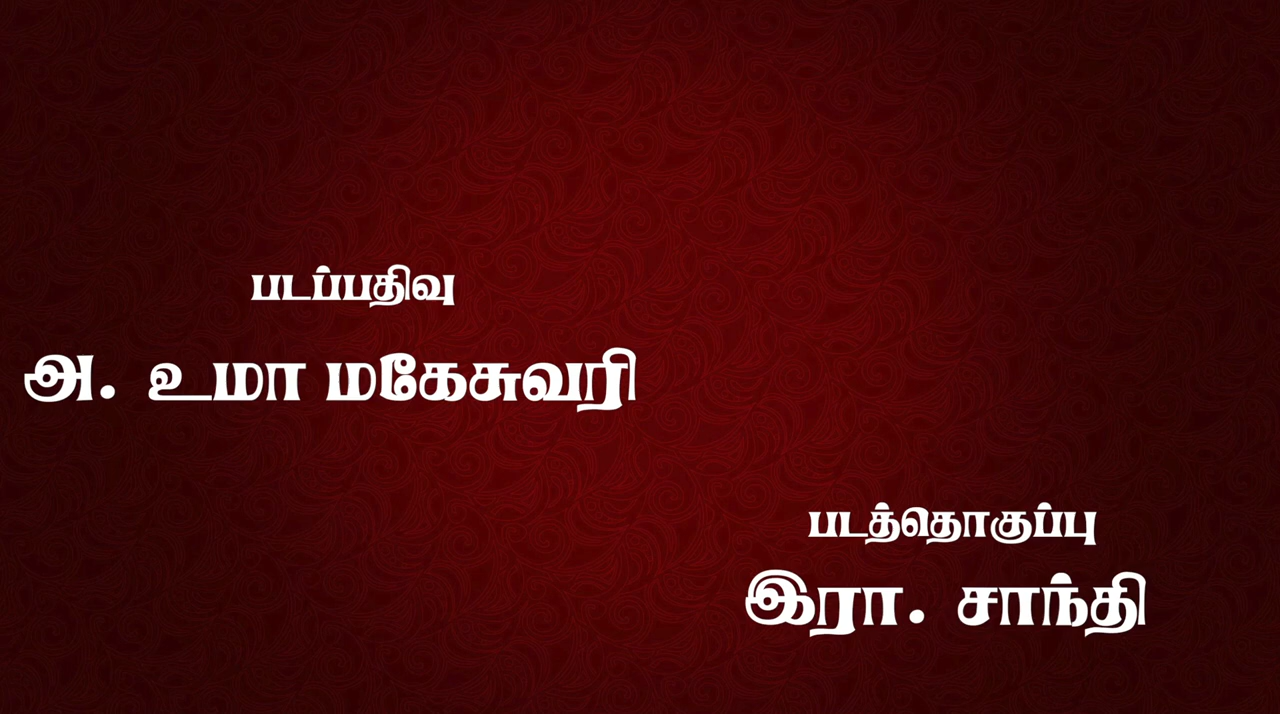 படப்பதிவு
அ. உமா மகேசுவரி
படத்தொகுப்பு
இரா. சாந்தி